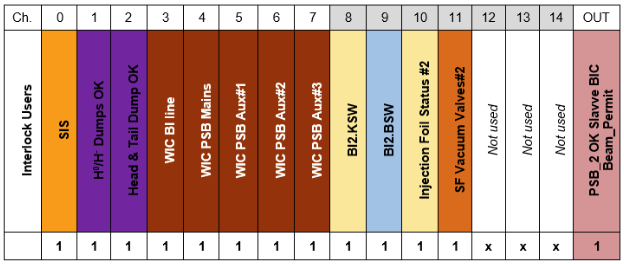 Ch. 0 1 2 3 4 5 6 7 8 9 10 11 12 13 14 OUT
Interlock Users
SIS
H⁰/H⁻ Dumps OK
Head & Tail Dump OK
WIC BI line
WIC PSB Mains
WIC PSB Aux#1
WIC PSB Aux#2
WIC PSB Aux#3
BI2.KSW
BI2.BSW
Injection Foil Status #2
SF Vacuum Valves#2
Not used
Not used
Not used
PSB_2 OK Slavve BIC
Beam_Permit
1 1 1 1 1 1 1 1 1 1 1 1 x x x 1